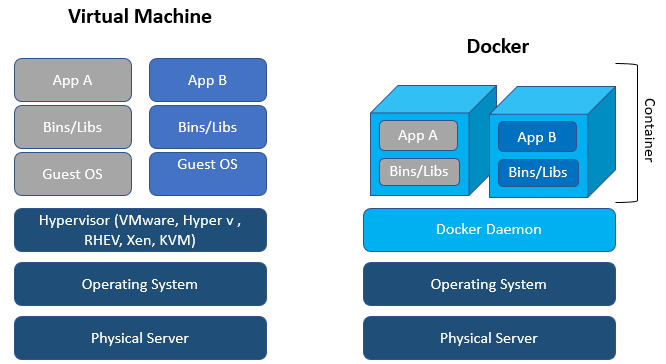 Virtual Machine
App A
App B
Bins/Libs
Bins/Libs
Guest OS
Guest OS
Hypervisor (VMware, Hyper v ,
RHEV, Xen, KVM)
Operating System
Physical Server
Docker
App A
Bins/Libs
App B
Bins/Libs
Container
Docker Daemon
Operating System
Physical Server